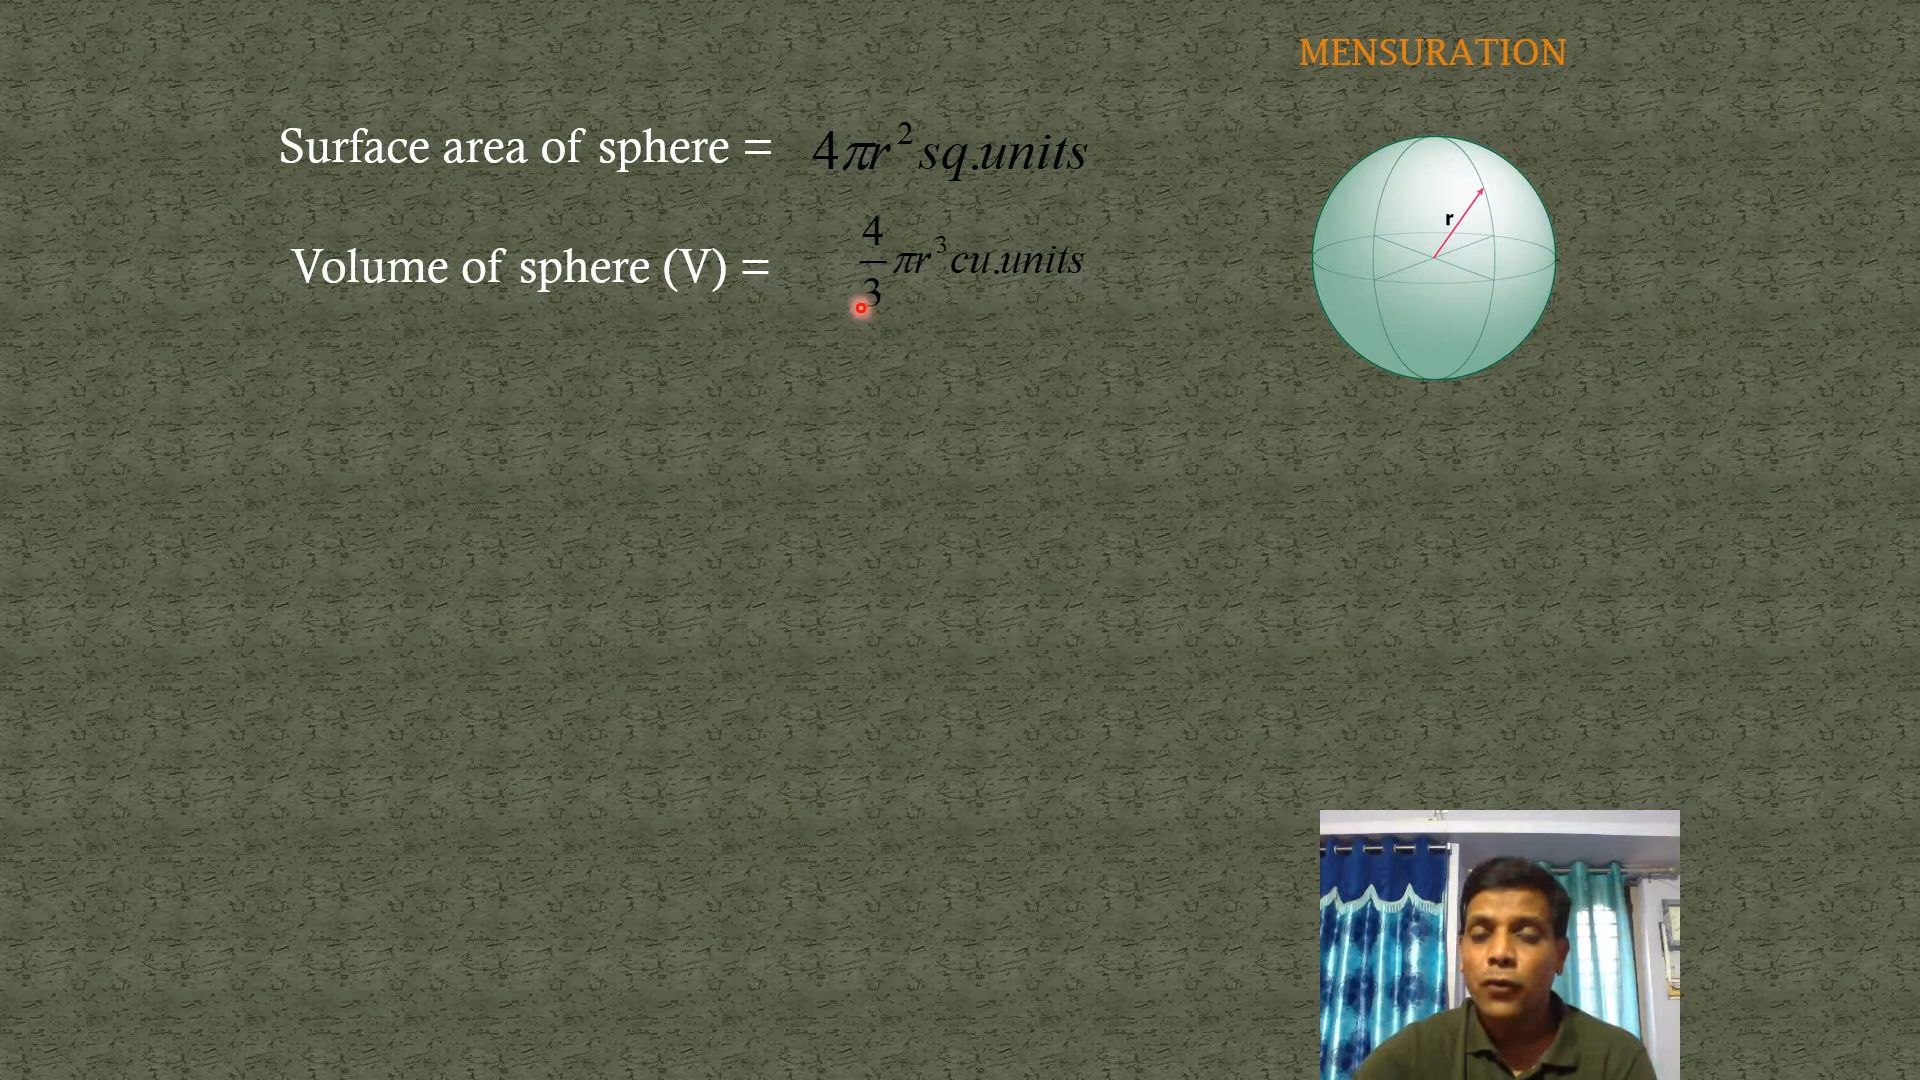 MENSURATION
Surface area of sphere = 4πr² sq.units
Volume of sphere (V) = 4/3 πr³ cu.units
r